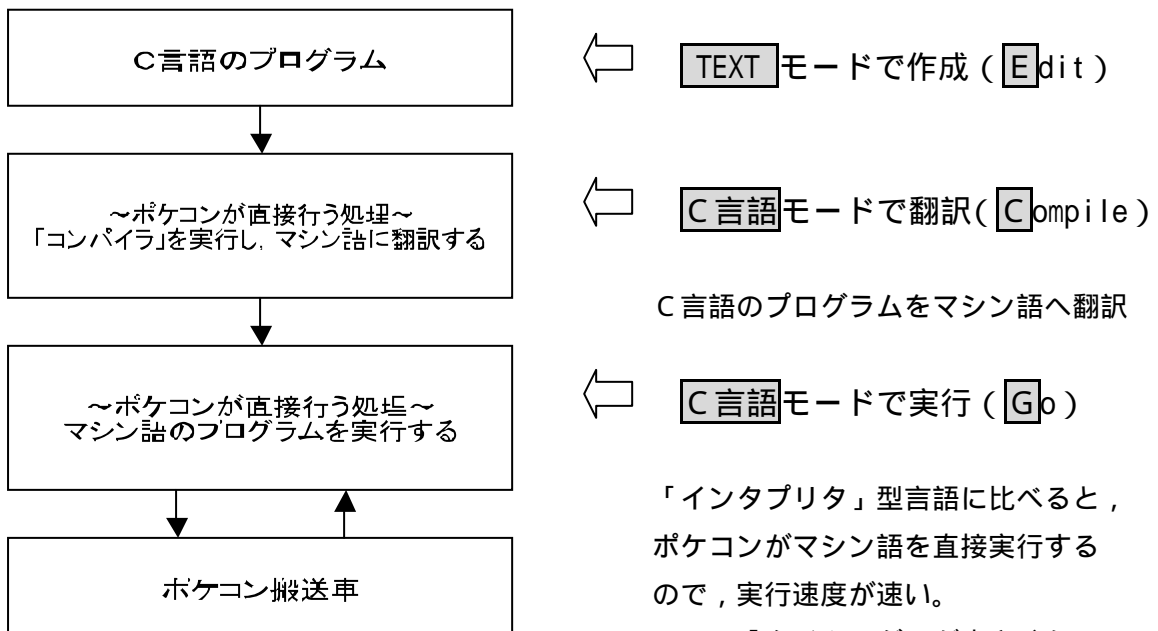 C言語のプログラム
TEXT モードで作成(Edit)
~ポケコンが直接行う処理~
「コンパイラ」を実行し,マシン語に翻訳する
C言語モードで翻訳(Compile)
C言語のプログラムをマシン語へ翻訳
~ポケコンが直接行う処理~
マシン語のプログラムを実行する
C言語モードで実行(Go)
「インタプリタ」型言語に比べると,
ポケコンがマシン語を直接実行する
ので,実行速度が速い。
ポケコン搬送車